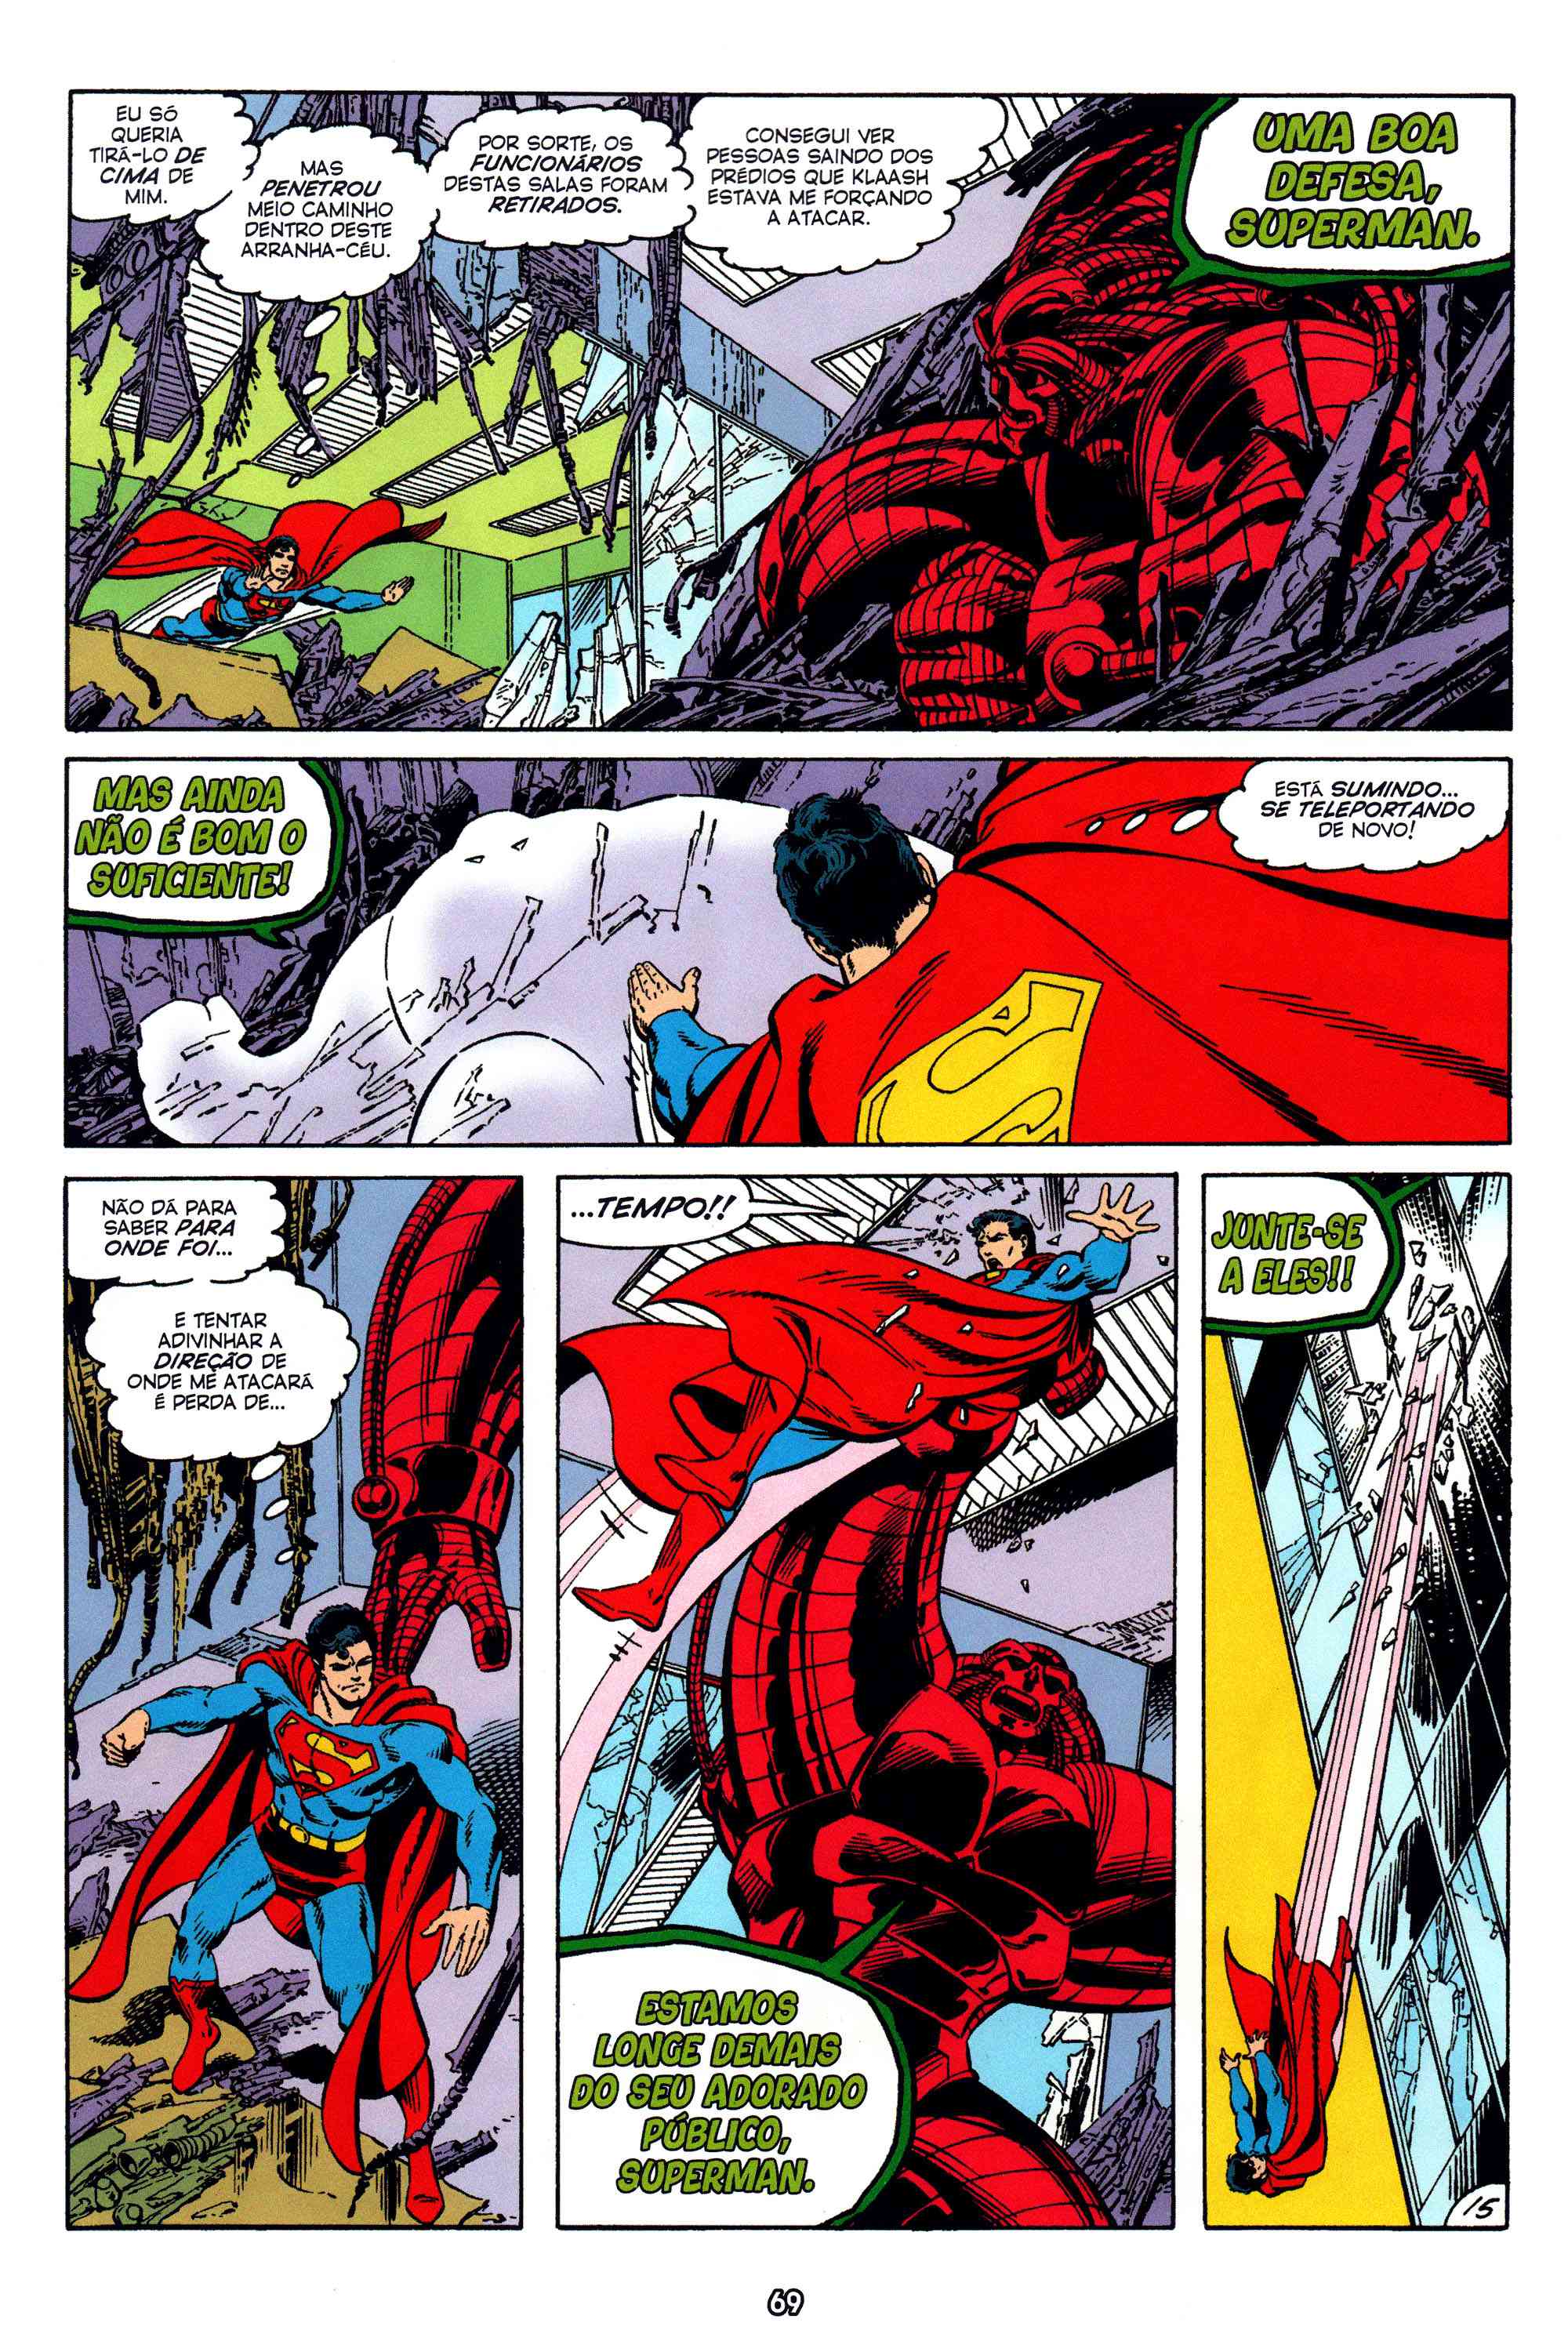 EU SÓ
QUERIA
TIRÁ-LO DE
CIMA DE
MIM.
MAS
PENETROU
MEIO CAMINHO
DENTRO DESTE
ARRANHA-CÉU.
POR SORTE, OS
FUNCIONÁRIOS
DESTAS SALAS FORAM
RETIRADOS.
CONSEGUI VER
PESSOAS SAINDO DOS
PRÉDIOS QUE KLAASH
ESTAVA ME FORÇANDO
A ATACAR.
UMA BOA
DEFESA,
SUPERMAN.
MAS AINDA
NÃO É BOM O
SUFICIENTE!
ESTÁ SUMINDO...
SE TELEPORTANDO
DE NOVO!
NÃO DÁ PARA
SABER PARA
ONDE FOI...
E TENTAR
ADIVINHAR A
DIREÇÃO DE
ONDE ME ATACARÁ
É PERDA DE...
...TEMPO!!
ESTAMOS
LONGE DEMAIS
DO SEU ADORADO
PÚBLICO,
SUPERMAN.
JUNTE-SE
A ELES!!
15
69